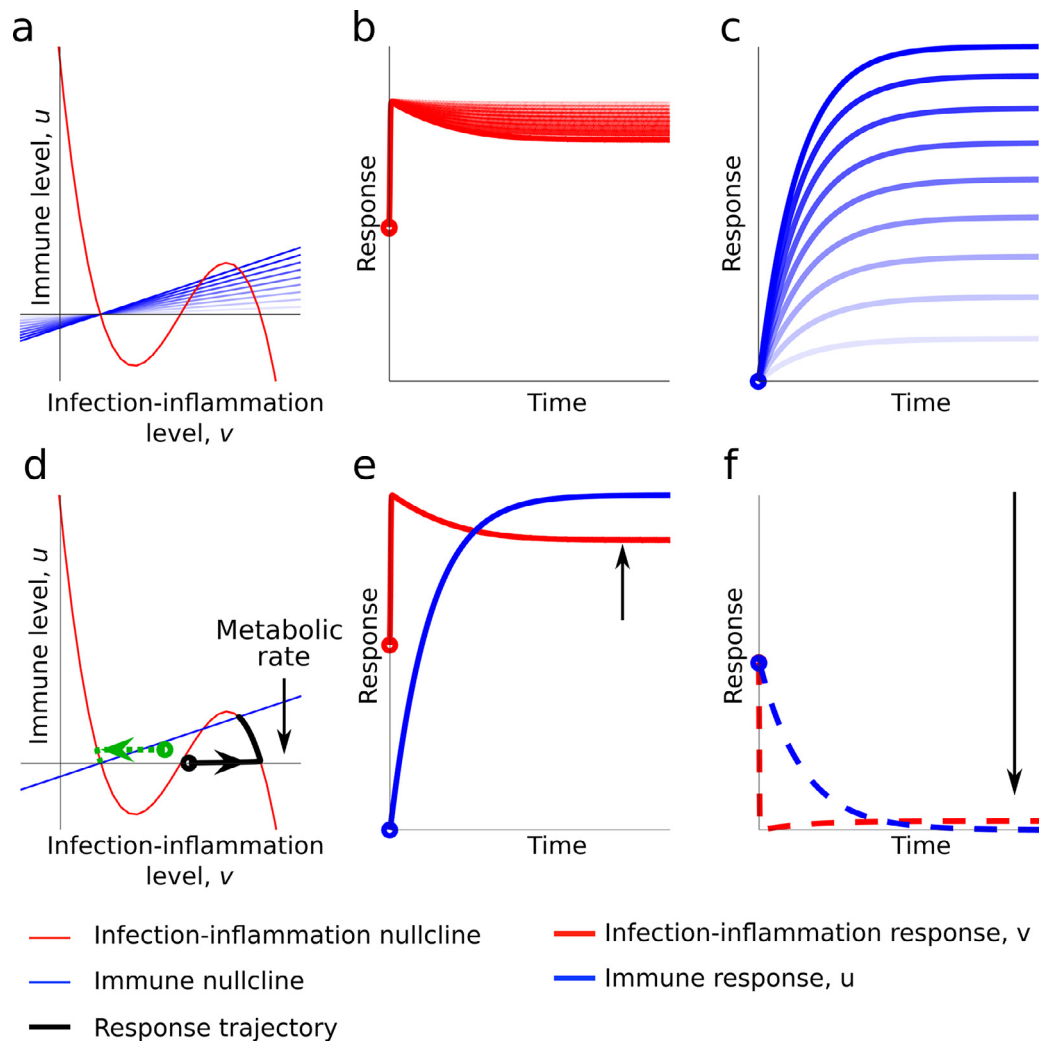 a
b
c
Immune level, u
Infection-inflammation
level, v
Response
Time
Response
Time
d
e
f
Immune level, u
Metabolic
rate
Infection-inflammation
level, v
Response
Time
Response
Time
Infection-inflammation nullcline
Immune nullcline
Response trajectory
Infection-inflammation response, v
Immune response, u